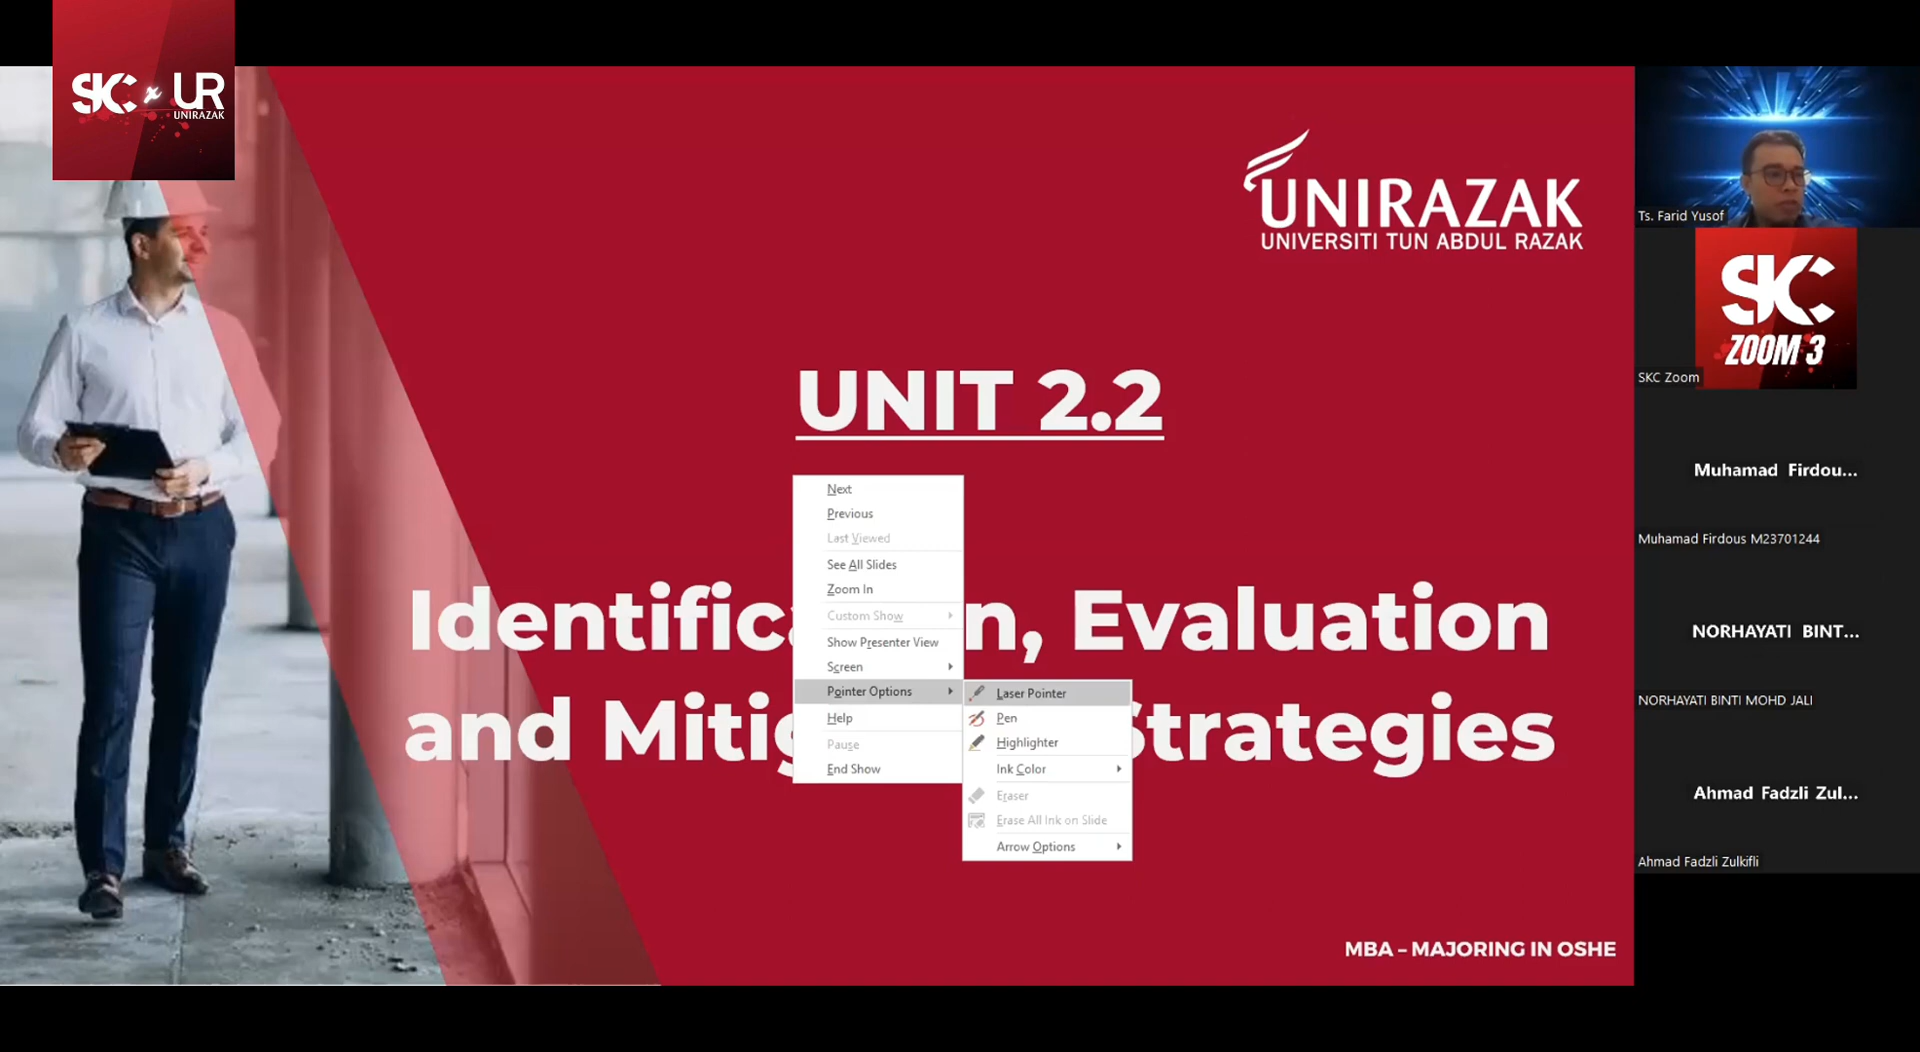 SKC x UR
UNIRAZAK
UNIRAZAK
UNIVERSITI TUN ABDUL RAZAK
UNIT 2.2
Identifica n, Evaluation
and Mitig Strategies
Next
Previous
Last Viewed
See All Slides
Zoom In
Custom Show
Show Presenter View
Screen
Pointer Options
Help
Pause
End Show
Laser Pointer
Pen
Highlighter
Ink Color
Eraser
Erase All Ink on Slide
Arrow Options
MBA – MAJORING IN OSHE
Ts. Farid Yusof
SKC
ZOOM 3
SKC Zoom
Muhamad Firdou...
Muhamad Firdous M23701244
NORHAYATI BINT...
NORHAYATI BINTI MOHD JALI
Ahmad Fadzli Zul...
Ahmad Fadzli Zulkifli